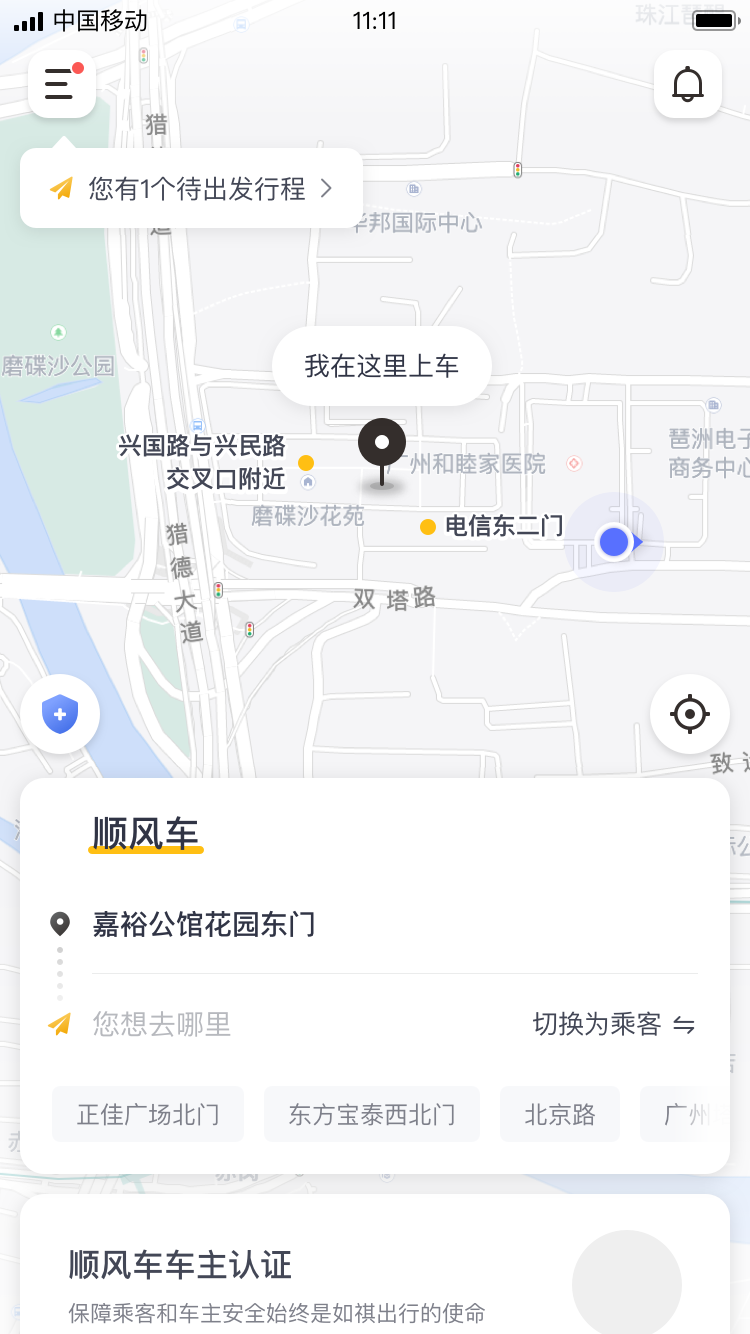 中国移动
11:11
珠江琶醍
猎
您有1个待出发行程
道
华邦国际中心
我在这里上车
磨碟沙公园
兴国路与兴民路
交叉口附近
广州和睦家医院
琶洲电子
商务中心
磨碟沙花苑
电信东二门
猎德大道
双塔路
致
顺风车
嘉裕公馆花园东门
您想去哪里
切换为乘客
正佳广场北门
东方宝泰西北门
北京路
广州
顺风车车主认证
保障乘客和车主安全始终是如祺出行的使命